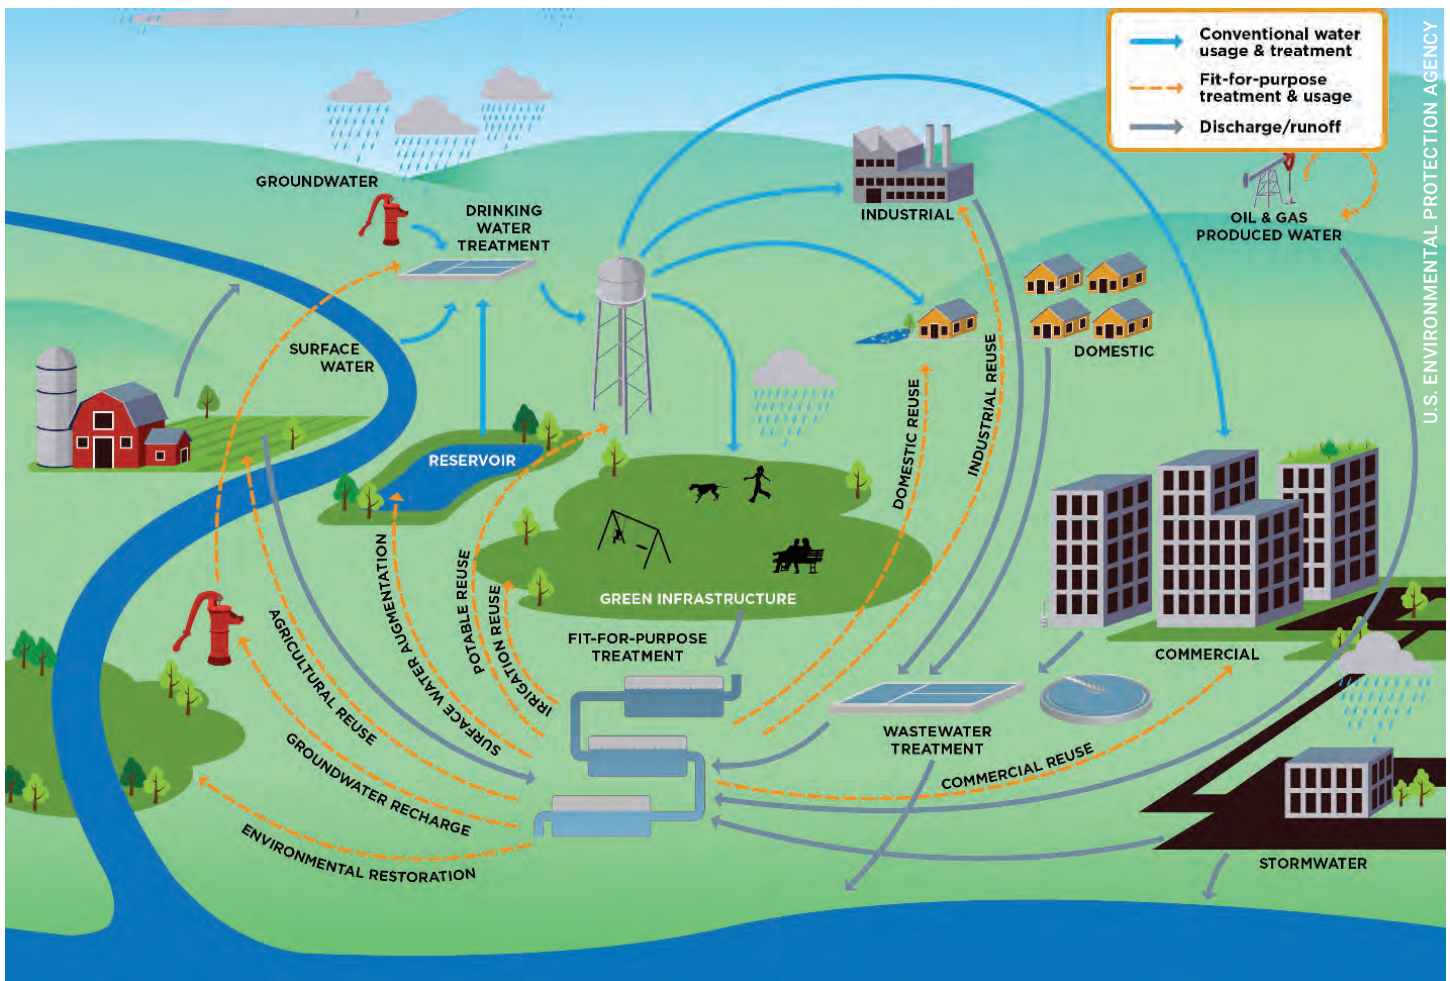 Conventional water
usage & treatment
Fit-for-purpose
treatment & usage
Discharge/runoff
U.S. ENVIRONMENTAL PROTECTION AGENCY
GROUNDWATER
DRINKING
WATER
TREATMENT
INDUSTRIAL
OIL & GAS
PRODUCED WATER
SURFACE
WATER
DOMESTIC
RESERVOIR
DOMESTIC REUSE
INDUSTRIAL REUSE
GREEN INFRASTRUCTURE
FIT-FOR-PURPOSE
TREATMENT
AGRICULTURAL REUSE
SURFACE WATER AUGMENTATION
POTABLE REUSE
IRRIGATION REUSE
GROUNDWATER RECHARGE
ENVIRONMENTAL RESTORATION
COMMERCIAL
WASTEWATER
TREATMENT
COMMERCIAL REUSE
STORMWATER